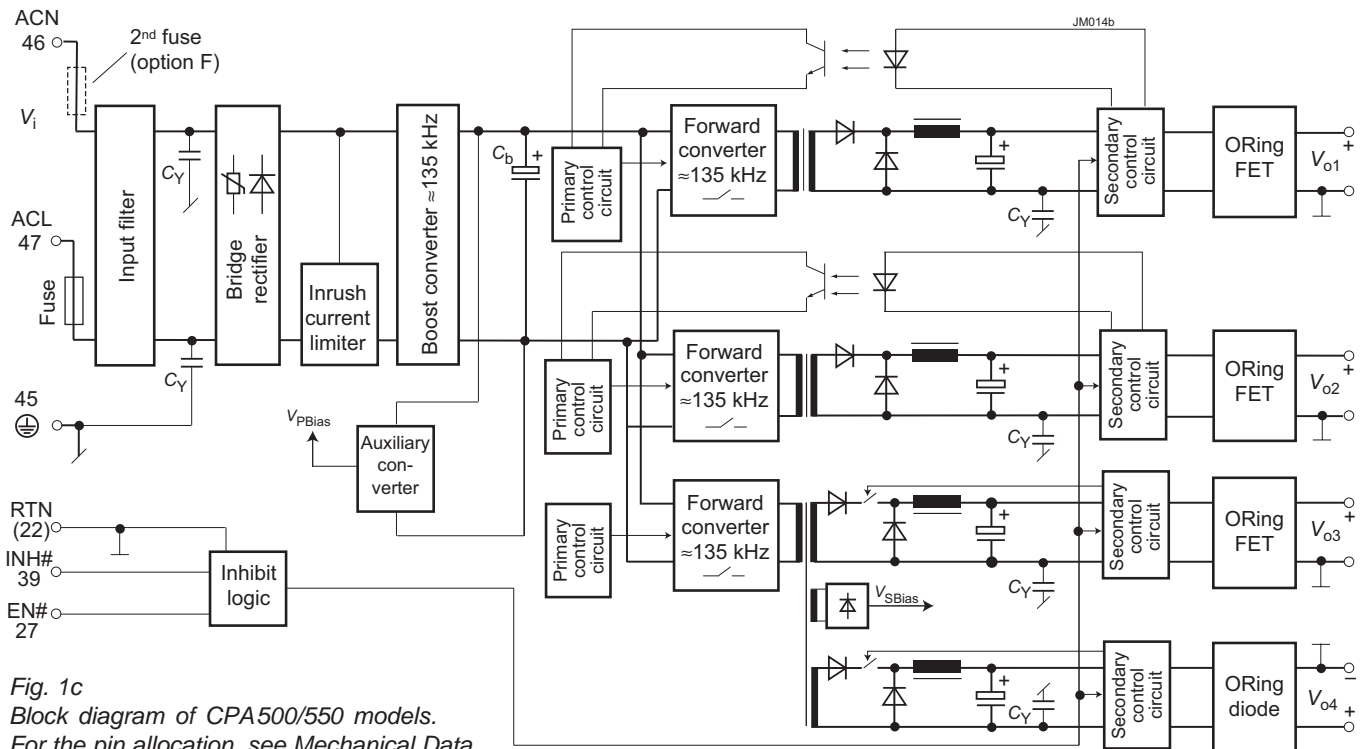 ACN
46
2nd fuse
(option F)
Vi
ACL
47
Fuse
45
Input filter
CY
CY
Bridge
rectifier
Inrush
current
limiter
Boost converter ≈135 kHz
Cb
+
VPBias
Auxiliary
con-
verter
JM014b
Primary
control
circuit
Forward
converter
≈135 kHz
+
CY
Secondary
control
circuit
ORing
FET
+
Vo1
Primary
control
circuit
Forward
converter
≈135 kHz
+
CY
Secondary
control
circuit
ORing
FET
+
Vo2
Primary
control
circuit
Forward
converter
≈135 kHz
+
CY
Secondary
control
circuit
ORing
FET
+
Vo3
VSBias
+
CY
Secondary
control
circuit
ORing
diode
–
Vo4
+
RTN
(22)
INH#
39
EN#
27
Inhibit
logic
Fig. 1c
Block diagram of CPA500/550 models.
For the pin allocation, see Mechanical Data